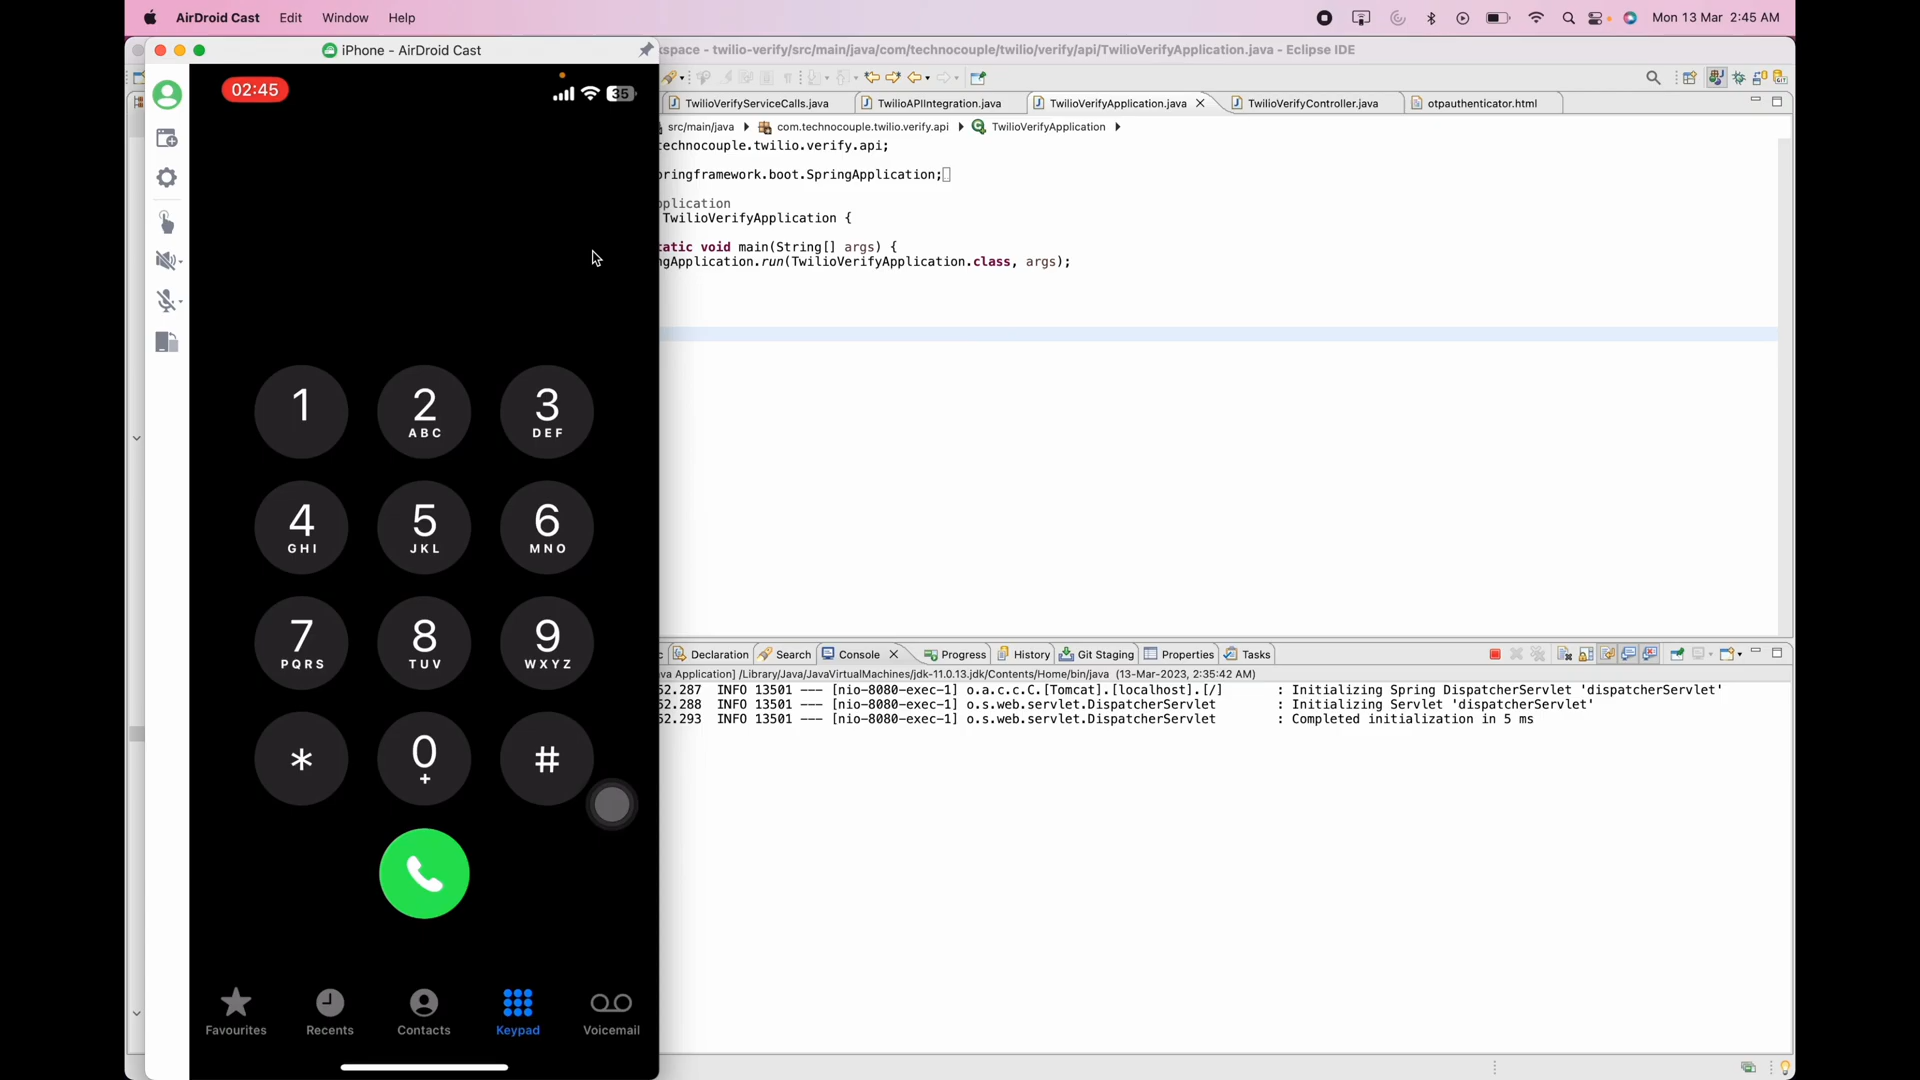 AirDroid Cast Edit Window Help Mon 13 Mar 2:45 AM
iPhone - AirDroid Cast
space - twilio-verify/src/main/java/com/technocouple/twilio/verify/api/TwilioVerifyApplication.java - Eclipse IDE
02:45 35
TwilioVerifyServiceCalls.java TwilioAPIIntegration.java TwilioVerifyApplication.java TwilioVerifyController.java otpauthenticator.html
src/main/java com.technocouple.twilio.verify.api TwilioVerifyApplication
technocouple.twilio.verify.api;
pringframework.boot.SpringApplication;
pplication
TwilioVerifyApplication {
tatic void main(String[] args) {
ngApplication.run(TwilioVerifyApplication.class, args);
1
2
ABC
3
DEF
4
GHI
5
JKL
6
MNO
7
PQRS
8
TUV
9
WXYZ
*
0
+
#
Favourites Recents Contacts Keypad Voicemail
c Declaration Search Console Progress History Git Staging Properties Tasks
va Application] /Library/Java/JavaVirtualMachines/jdk-11.0.13.jdk/Contents/Home/bin/java (13-Mar-2023, 2:35:42 AM)
52.287 INFO 13501 --- [nio-8080-exec-1] o.a.c.c.C.[Tomcat].[localhost].[/] : Initializing Spring DispatcherServlet 'dispatcherServlet'
52.288 INFO 13501 --- [nio-8080-exec-1] o.s.web.servlet.DispatcherServlet : Initializing Servlet 'dispatcherServlet'
52.293 INFO 13501 --- [nio-8080-exec-1] o.s.web.servlet.DispatcherServlet : Completed initialization in 5 ms